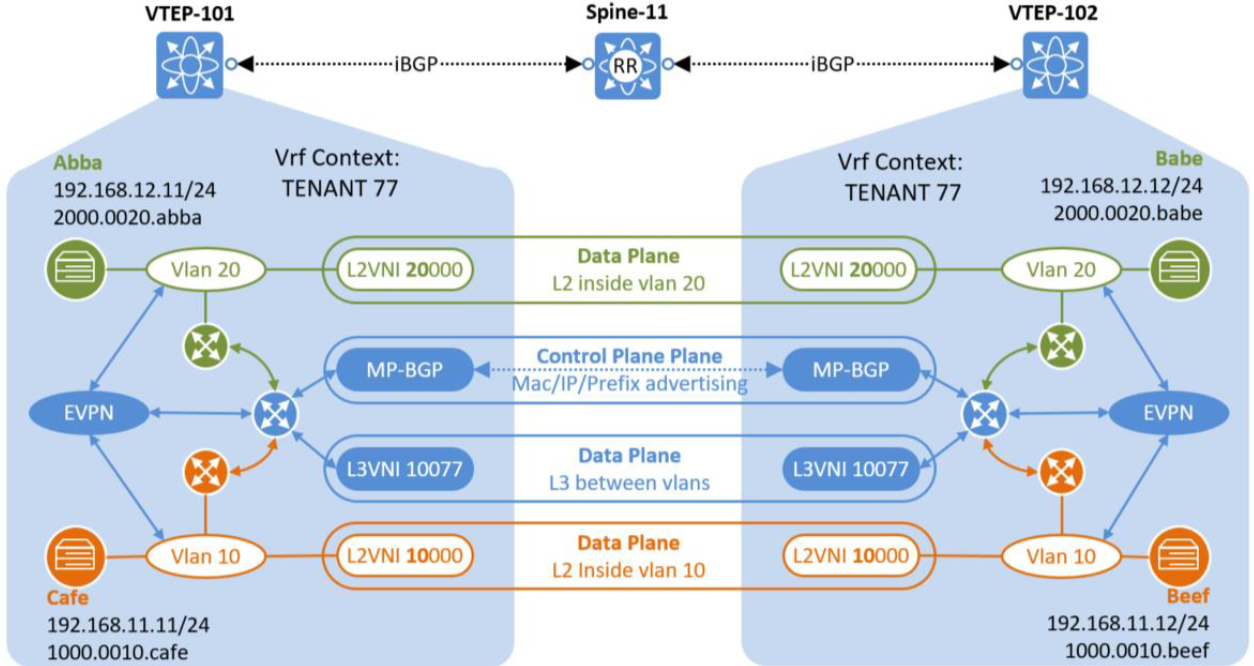 VTEP-101
Spine-11
VTEP-102
iBGP
RR
iBGP
Abba
192.168.12.11/24
2000.0020.abba
Vrf Context:
TENANT 77
Vrf Context:
TENANT 77
Babe
192.168.12.12/24
2000.0020.babe
Vlan 20
L2VNI 20000
Data Plane
L2 inside vlan 20
L2VNI 20000
Vlan 20
MP-BGP
Control Plane Plane
Mac/IP/Prefix advertising
MP-BGP
EVPN
EVPN
L3VNI 10077
Data Plane
L3 between vlans
L3VNI 10077
Vlan 10
L2VNI 10000
Data Plane
L2 Inside vlan 10
L2VNI 10000
Vlan 10
Cafe
192.168.11.11/24
1000.0010.cafe
Beef
192.168.11.12/24
1000.0010.beef